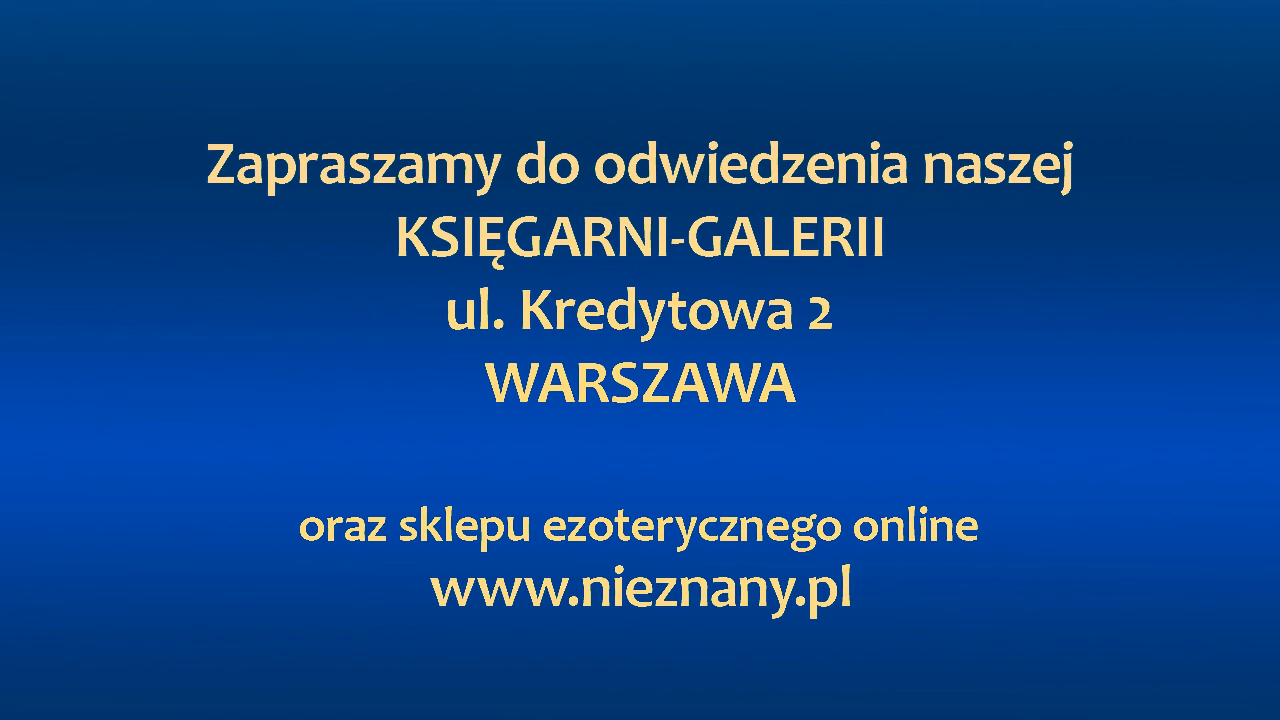 Zapraszamy do odwiedzenia naszej
KSIĘGARNI-GALERII
ul. Kredytowa 2
WARSZAWA
oraz sklepu ezoterycznego online
www.nieznany.pl